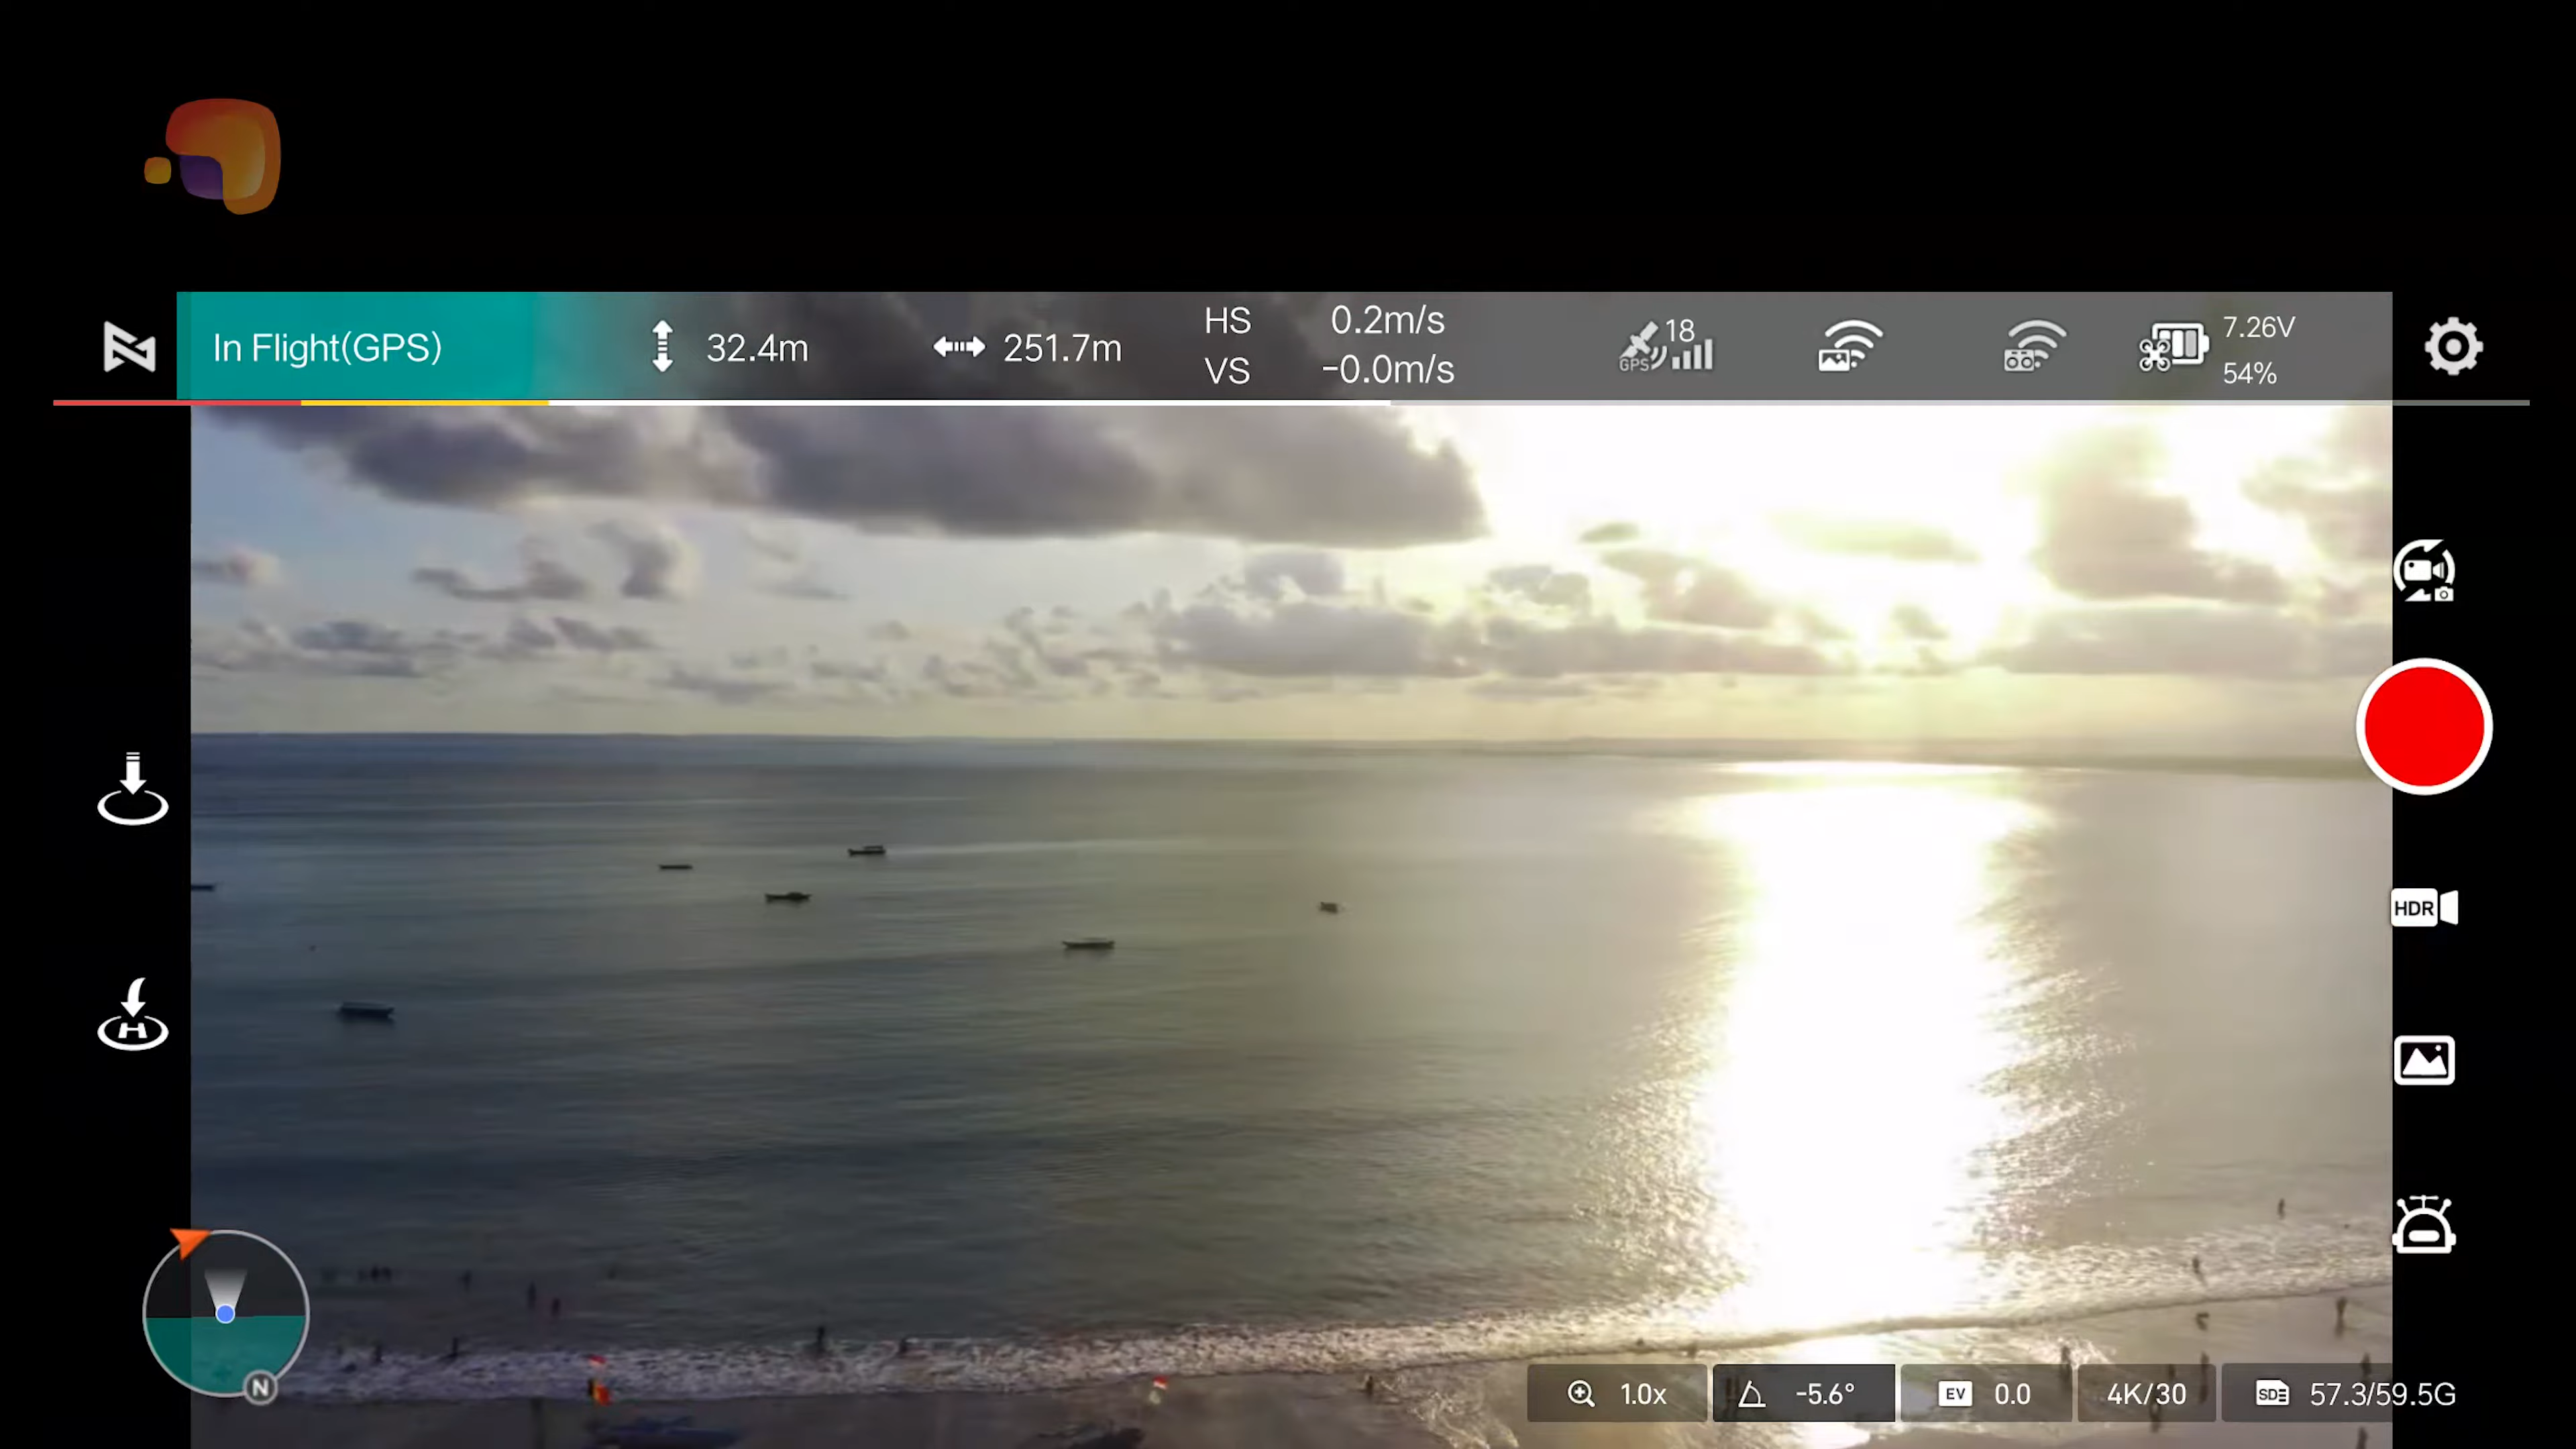 In Flight(GPS)
32.4m
251.7m
HS 0.2m/s
VS -0.0m/s
GPS 18
7.26V
54%
HDR
H
N
1.0x
-5.6°
EV 0.0
4K/30
SD 57.3/59.5G